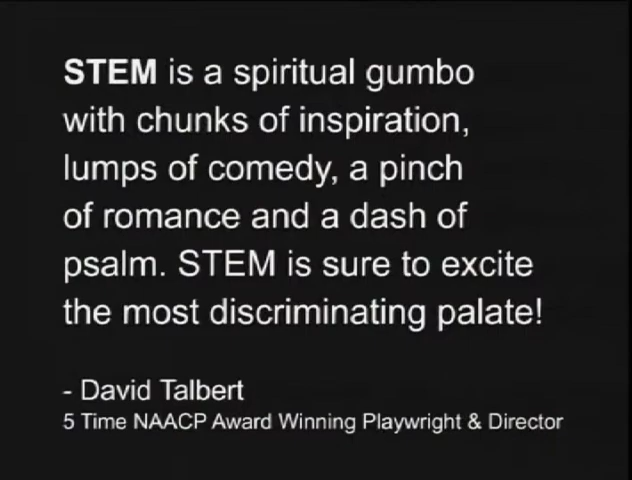 STEM is a spiritual gumbo
with chunks of inspiration,
lumps of comedy, a pinch
of romance and a dash of
psalm. STEM is sure to excite
the most discriminating palate!
- David Talbert
5 Time NAACP Award Winning Playwright & Director